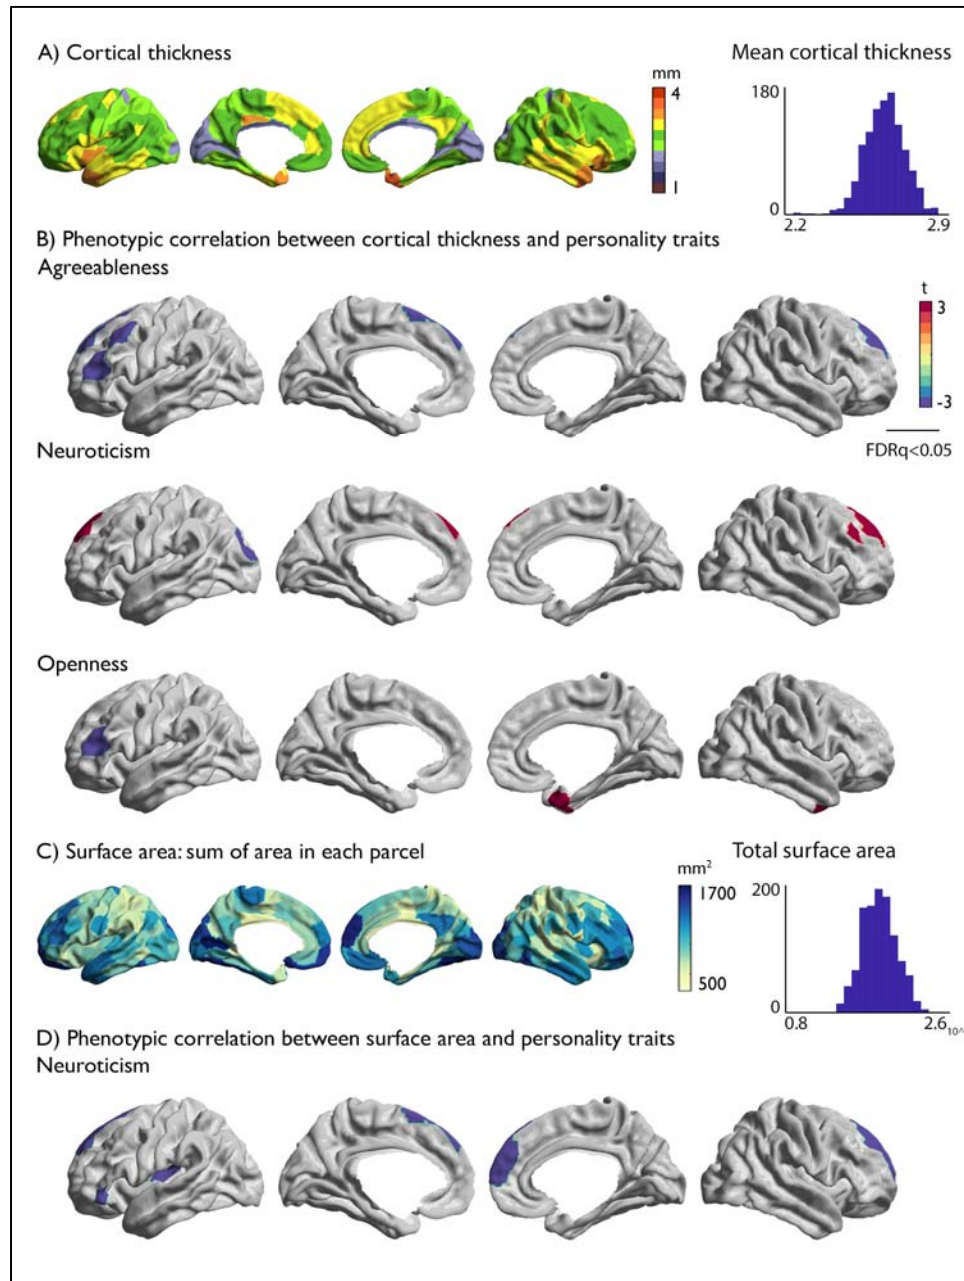 A) Cortical thickness
mm
4
1
Mean cortical thickness
180
0
2.2
2.9
B) Phenotypic correlation between cortical thickness and personality traits
Agreeableness
t
3
-3
FDRq<0.05
Neuroticism
Openness
C) Surface area: sum of area in each parcel
mm²
1700
500
Total surface area
200
0
0.8
2.6
10^
D) Phenotypic correlation between surface area and personality traits
Neuroticism